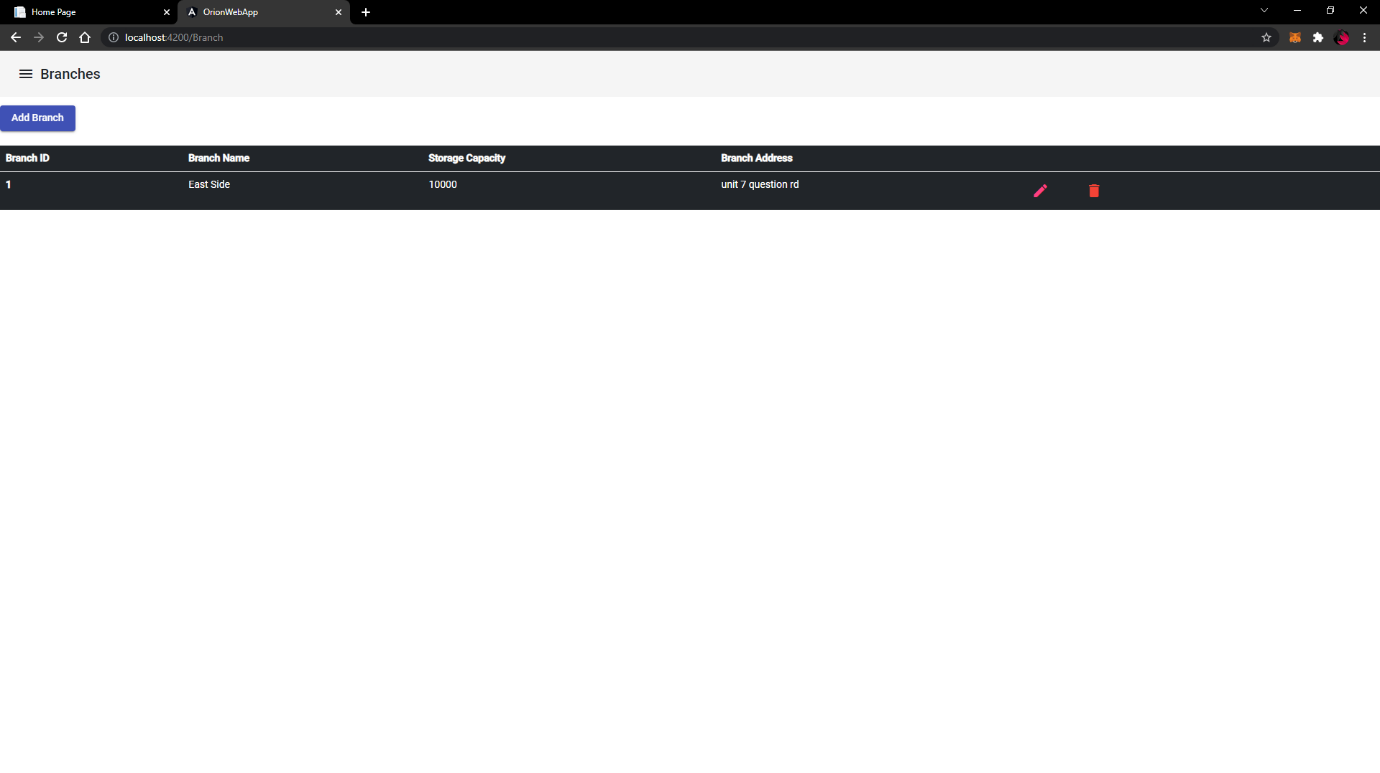 Home Page
OrionWebApp
localhost:4200/Branch
Branches
Add Branch
Branch ID Branch Name Storage Capacity Branch Address
1 East Side 10000 unit 7 question rd